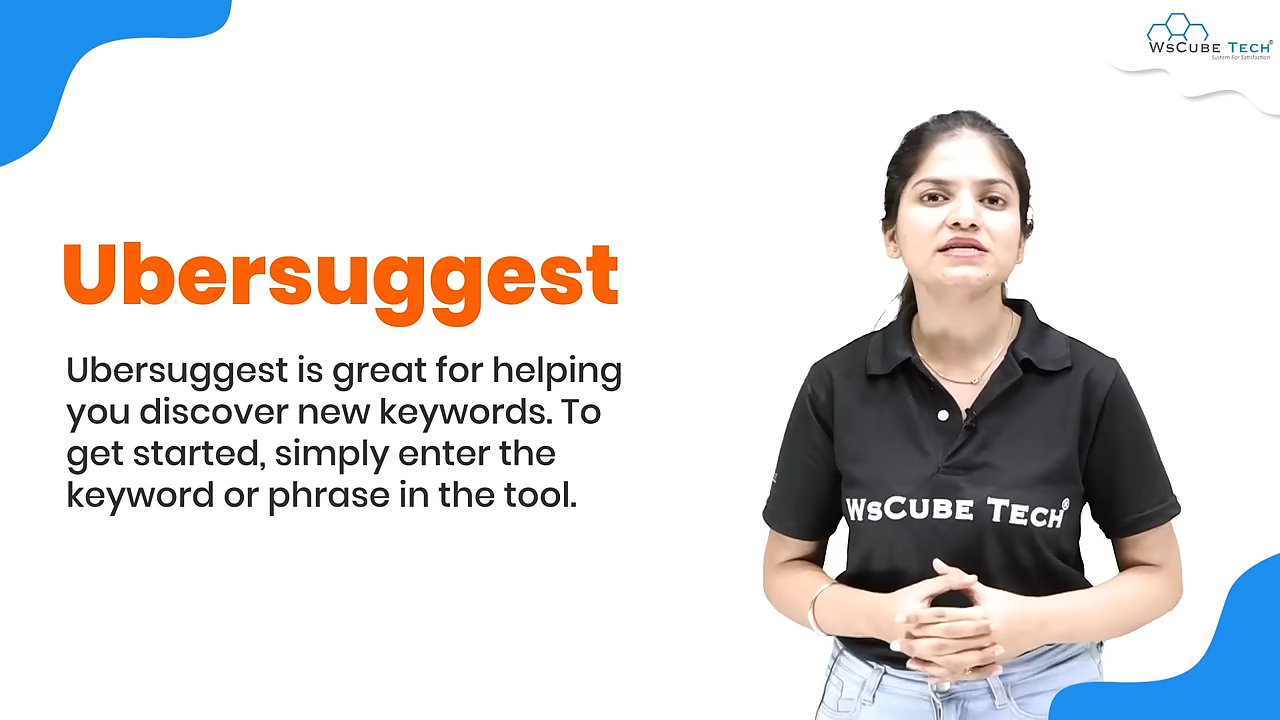 WsCube Tech®
System For Satisfaction
Ubersuggest
Ubersuggest is great for helping
you discover new keywords. To
get started, simply enter the
keyword or phrase in the tool.
WsCube Tech®